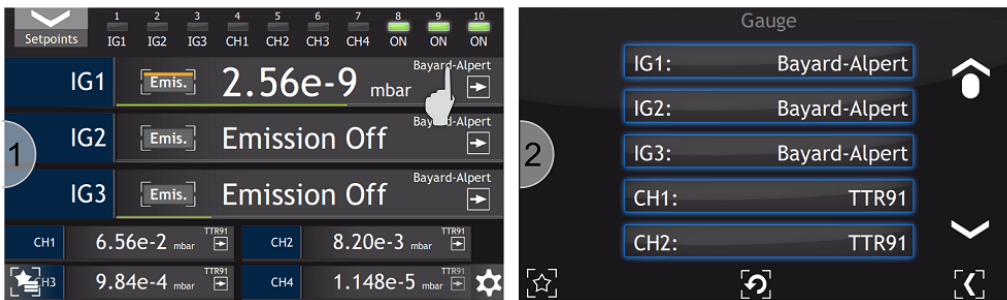 1 2 3 4 5 6 7 8 9 10
Setpoints IG1 IG2 IG3 CH1 CH2 CH3 CH4 ON ON ON
IG1 Emis. 2.56e-9 mbar Bayard-Alpert
IG2 Emis. Emission Off Bayard-Alpert
IG3 Emis. Emission Off Bayard-Alpert
CH1 6.56e-2 mbar TTR91 CH2 8.20e-3 mbar TTR91
CH3 9.84e-4 mbar TTR91 CH4 1.148e-5 mbar TTR91
1
Gauge
IG1: Bayard-Alpert
IG2: Bayard-Alpert
IG3: Bayard-Alpert
CH1: TTR91
CH2: TTR91
2